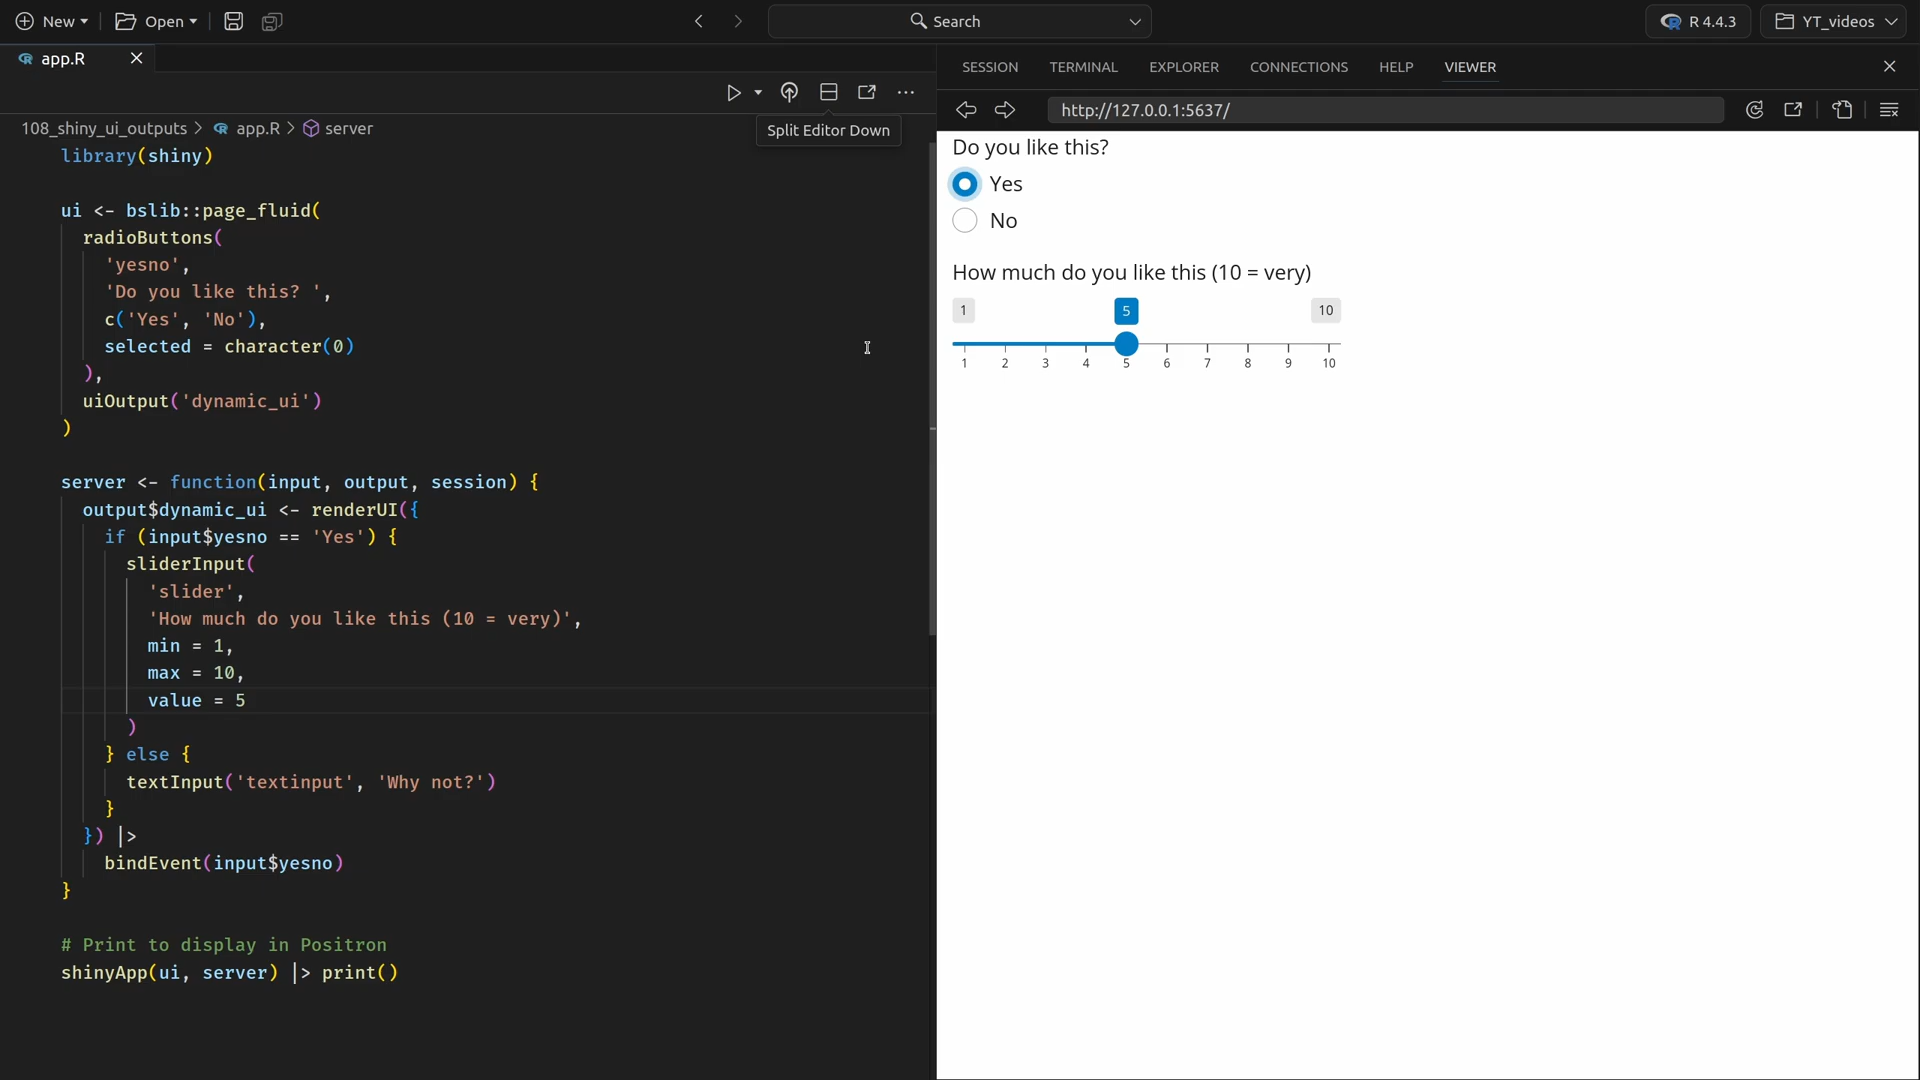 New Open Search R 4.4.3 YT_videos
app.R
SESSION TERMINAL EXPLORER CONNECTIONS HELP VIEWER
http://127.0.0.1:5637/
108_shiny_ui_outputs > app.R > server
Split Editor Down
library(shiny)
ui <- bslib::page_fluid(
radioButtons(
'yesno',
'Do you like this? ',
c('Yes', 'No'),
selected = character(0)
),
uiOutput('dynamic_ui')
)
server <- function(input, output, session) {
output$dynamic_ui <- renderUI({
if (input$yesno == 'Yes') {
sliderInput(
'slider',
'How much do you like this (10 = very)',
min = 1,
max = 10,
value = 5
)
} else {
textInput('textinput', 'Why not?')
}
}) |>
bindEvent(input$yesno)
}
# Print to display in Positron
shinyApp(ui, server) |> print()
Do you like this?
Yes
No
How much do you like this (10 = very)
1 5 10
1 2 3 4 5 6 7 8 9 10